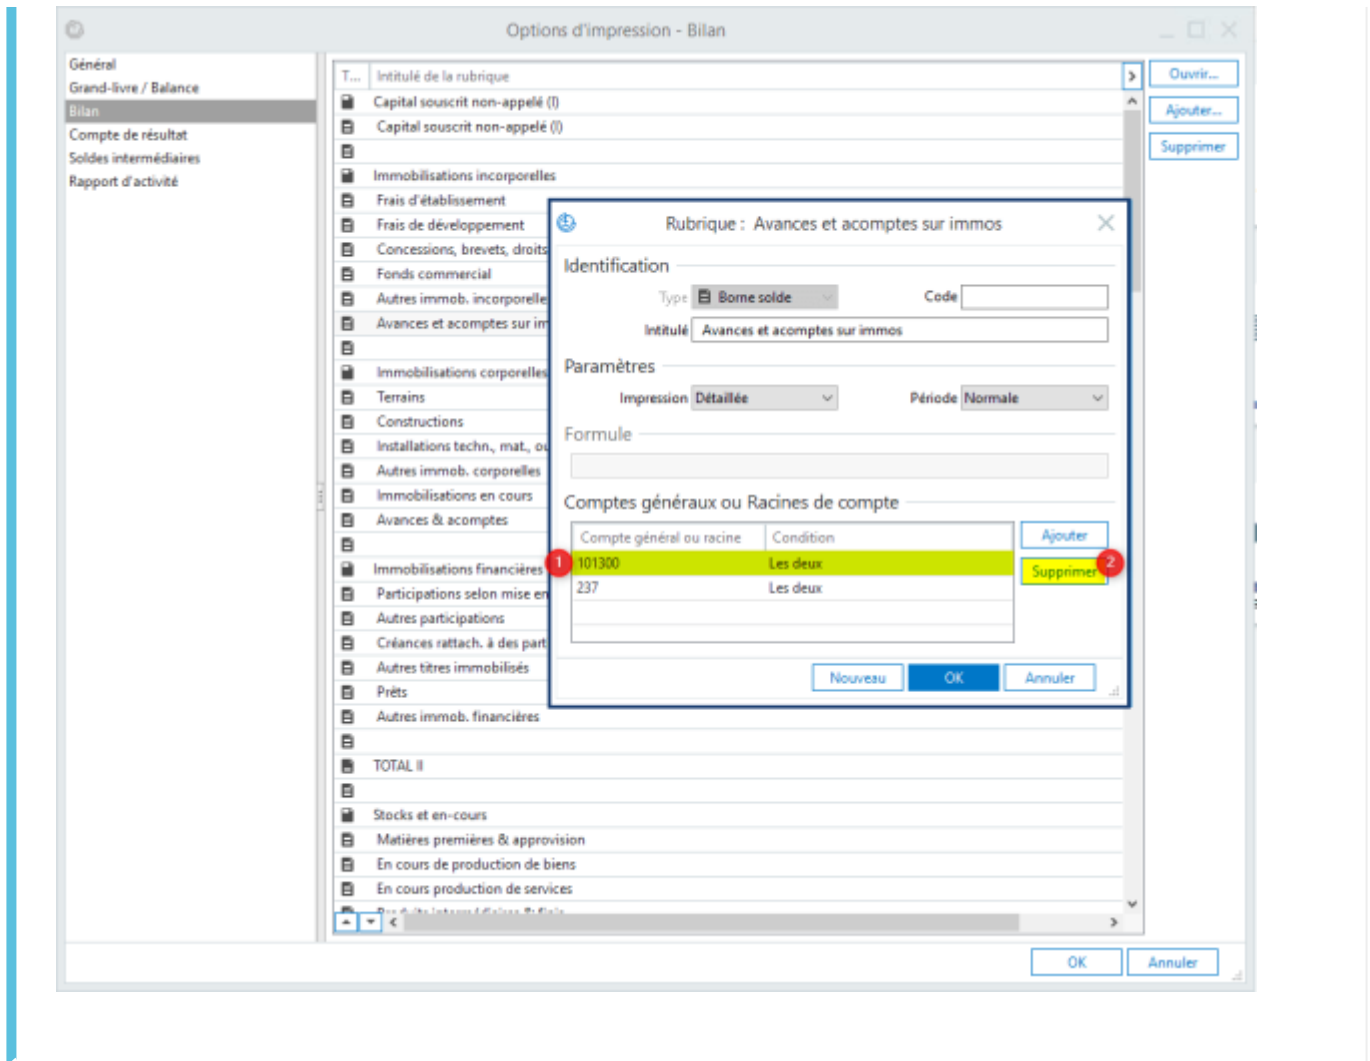 Options d'impression - Bilan
Général
Grand-livre / Balance
Bilan
Compte de résultat
Soldes intermédiaires
Rapport d'activité
T... Intitulé de la rubrique
Capital souscrit non-appelé (I)
Capital souscrit non-appelé (I)
Immobilisations incorporelles
Frais d'établissement
Frais de développement
Concessions, brevets, droits
Fonds commercial
Autres immob. incorporelle
Avances et acomptes sur im
Immobilisations corporelles
Terrains
Constructions
Installations techn., mat., ou
Autres immob. corporelles
Immobilisations en cours
Avances & acomptes
Immobilisations financières
Participations selon mise en
Autres participations
Créances rattach. à des part
Autres titres immobilisés
Prêts
Autres immob. financières
TOTAL II
Stocks et en-cours
Matières premières & approvision
En cours de production de biens
En cours production de services
Ouvrir...
Ajouter...
Supprimer
Rubrique : Avances et acomptes sur immos
Identification
Type Borne solde Code
Intitulé Avances et acomptes sur immos
Paramètres
Impression Détaillée Période Normale
Formule
Comptes généraux ou Racines de compte
Compte général ou racine Condition
Ajouter
1 101300 Les deux
Supprimer 2
237 Les deux
Nouveau OK Annuler
OK Annuler